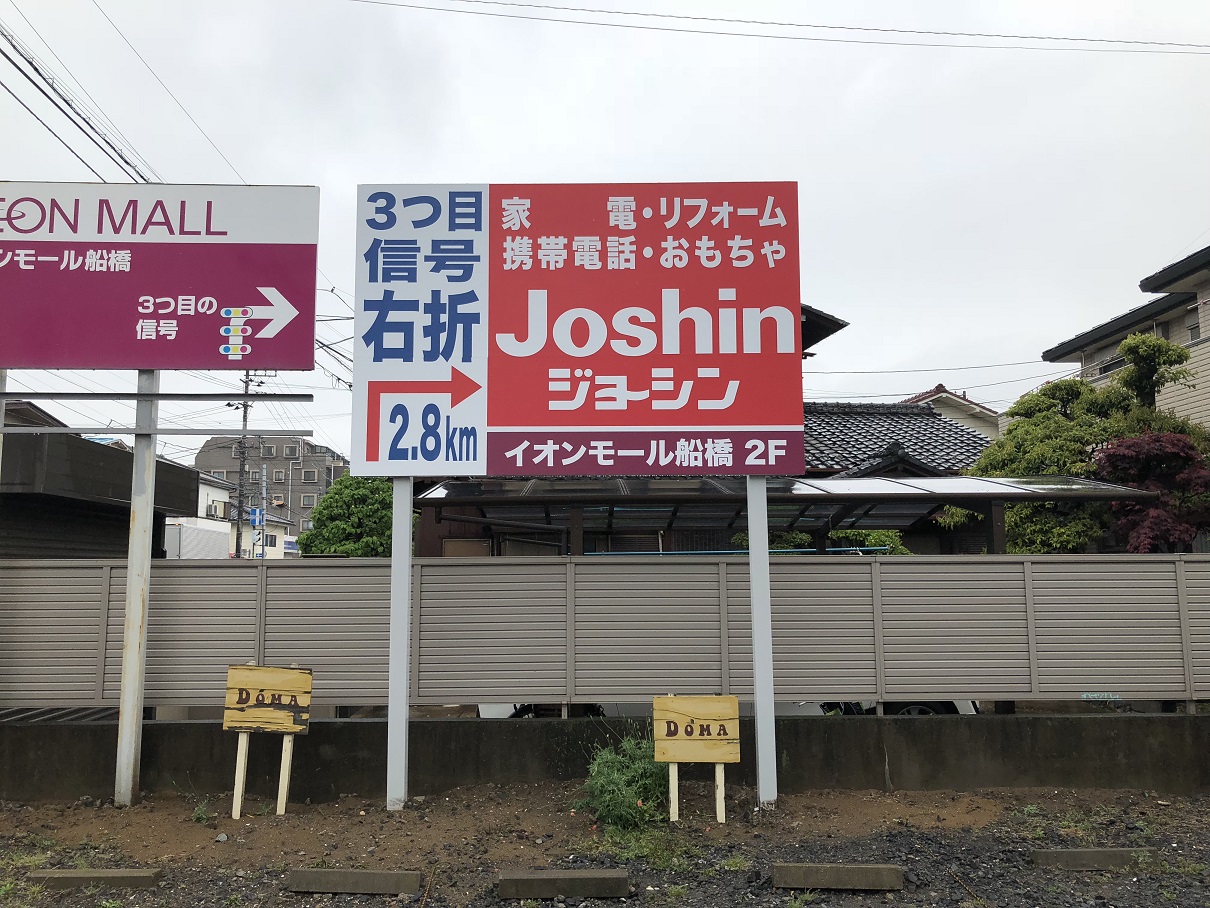 EON MALL
ンモール船橋
3つ目の
信号
3つ目
信号
右折
2.8km
家電・リフォーム
携帯電話・おもちゃ
Joshin
ジョーシン
イオンモール船橋 2F
DóMA
DóMA